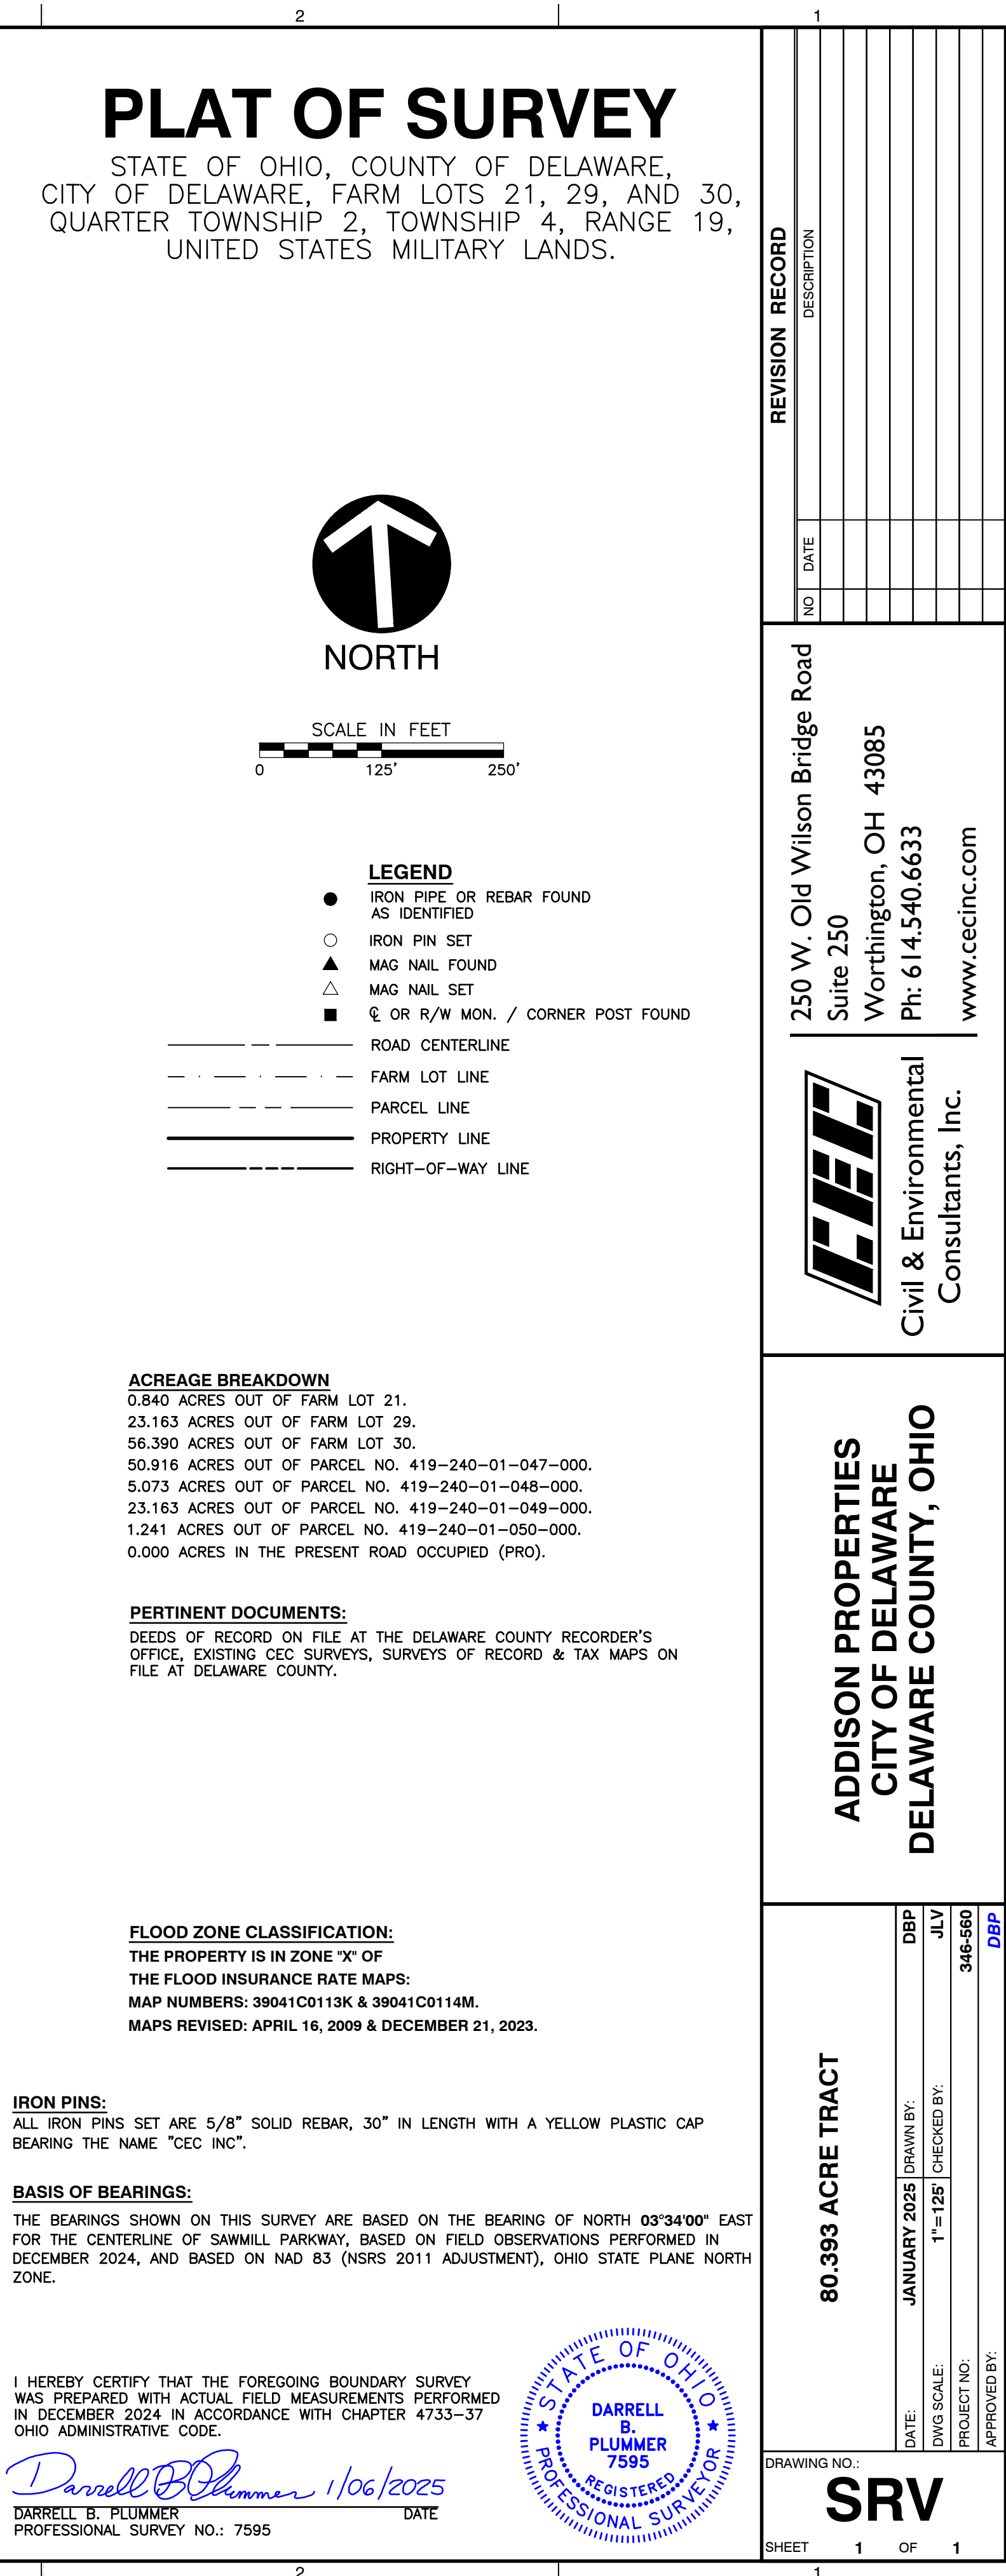 2
1
PLAT OF SURVEY
STATE OF OHIO, COUNTY OF DELAWARE,
CITY OF DELAWARE, FARM LOTS 21, 29, AND 30,
QUARTER TOWNSHIP 2, TOWNSHIP 4, RANGE 19,
UNITED STATES MILITARY LANDS.
NORTH
SCALE IN FEET
0 125' 250'
LEGEND
IRON PIPE OR REBAR FOUND
AS IDENTIFIED
IRON PIN SET
MAG NAIL FOUND
MAG NAIL SET
℄ OR R/W MON. / CORNER POST FOUND
ROAD CENTERLINE
FARM LOT LINE
PARCEL LINE
PROPERTY LINE
RIGHT-OF-WAY LINE
ACREAGE BREAKDOWN
0.840 ACRES OUT OF FARM LOT 21.
23.163 ACRES OUT OF FARM LOT 29.
56.390 ACRES OUT OF FARM LOT 30.
50.916 ACRES OUT OF PARCEL NO. 419-240-01-047-000.
5.073 ACRES OUT OF PARCEL NO. 419-240-01-048-000.
23.163 ACRES OUT OF PARCEL NO. 419-240-01-049-000.
1.241 ACRES OUT OF PARCEL NO. 419-240-01-050-000.
0.000 ACRES IN THE PRESENT ROAD OCCUPIED (PRO).
PERTINENT DOCUMENTS:
DEEDS OF RECORD ON FILE AT THE DELAWARE COUNTY RECORDER'S
OFFICE, EXISTING CEC SURVEYS, SURVEYS OF RECORD & TAX MAPS ON
FILE AT DELAWARE COUNTY.
FLOOD ZONE CLASSIFICATION:
THE PROPERTY IS IN ZONE "X" OF
THE FLOOD INSURANCE RATE MAPS:
MAP NUMBERS: 39041C0113K & 39041C0114M.
MAPS REVISED: APRIL 16, 2009 & DECEMBER 21, 2023.
IRON PINS:
ALL IRON PINS SET ARE 5/8" SOLID REBAR, 30" IN LENGTH WITH A YELLOW PLASTIC CAP
BEARING THE NAME "CEC INC".
BASIS OF BEARINGS:
THE BEARINGS SHOWN ON THIS SURVEY ARE BASED ON THE BEARING OF NORTH 03°34'00" EAST
FOR THE CENTERLINE OF SAWMILL PARKWAY, BASED ON FIELD OBSERVATIONS PERFORMED IN
DECEMBER 2024, AND BASED ON NAD 83 (NSRS 2011 ADJUSTMENT), OHIO STATE PLANE NORTH
ZONE.
I HEREBY CERTIFY THAT THE FOREGOING BOUNDARY SURVEY
WAS PREPARED WITH ACTUAL FIELD MEASUREMENTS PERFORMED
IN DECEMBER 2024 IN ACCORDANCE WITH CHAPTER 4733-37
OHIO ADMINISTRATIVE CODE.
Darrell B Plummer 1/06/2025
DARRELL B. PLUMMER DATE
PROFESSIONAL SURVEY NO.: 7595
STATE OF OHIO
DARRELL
B.
PLUMMER
7595
REGISTERED
PROFESSIONAL SURVEYOR
REVISION RECORD
NO DATE DESCRIPTION
250 W. Old Wilson Bridge Road
Suite 250
Worthington, OH 43085
Ph: 614.540.6633
www.cecinc.com
CEC
Civil & Environmental
Consultants, Inc.
ADDISON PROPERTIES
CITY OF DELAWARE
DELAWARE COUNTY, OHIO
80.393 ACRE TRACT
DATE: JANUARY 2025 DRAWN BY: DBP
DWG SCALE: 1"=125' CHECKED BY: JLV
PROJECT NO: 346-560
APPROVED BY: DBP
DRAWING NO.:
SRV
SHEET 1 OF 1
2
1